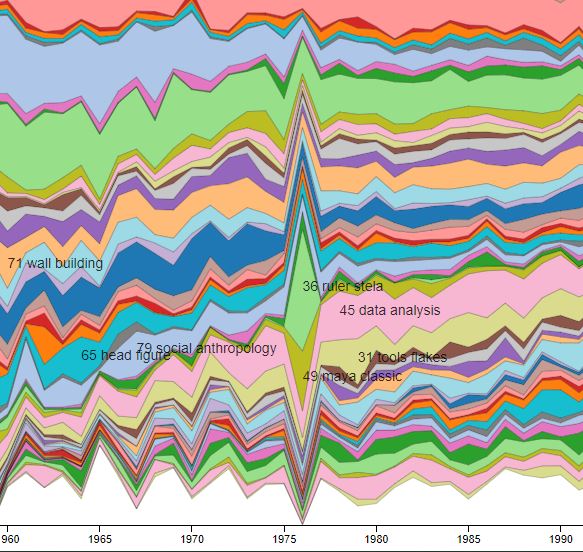 71 wall building
36 ruler stela
45 data analysis
79 social anthropology
65 head figure
31 tools flakes
49 maya classic
960 1965 1970 1975 1980 1985 1990